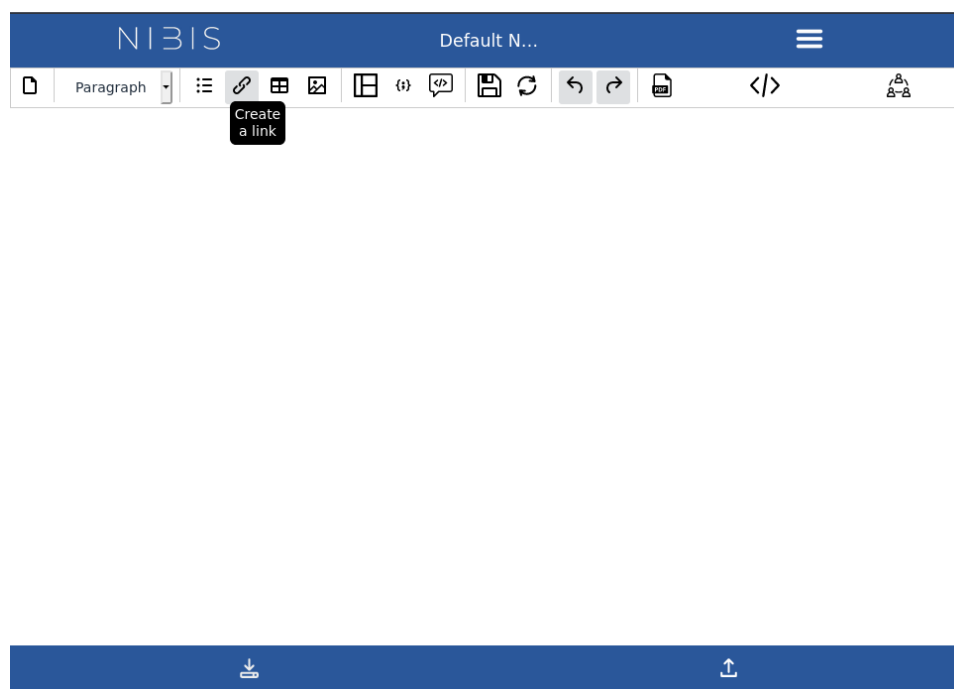 NIBIS
Default N...
Paragraph
PDF
Create
a link